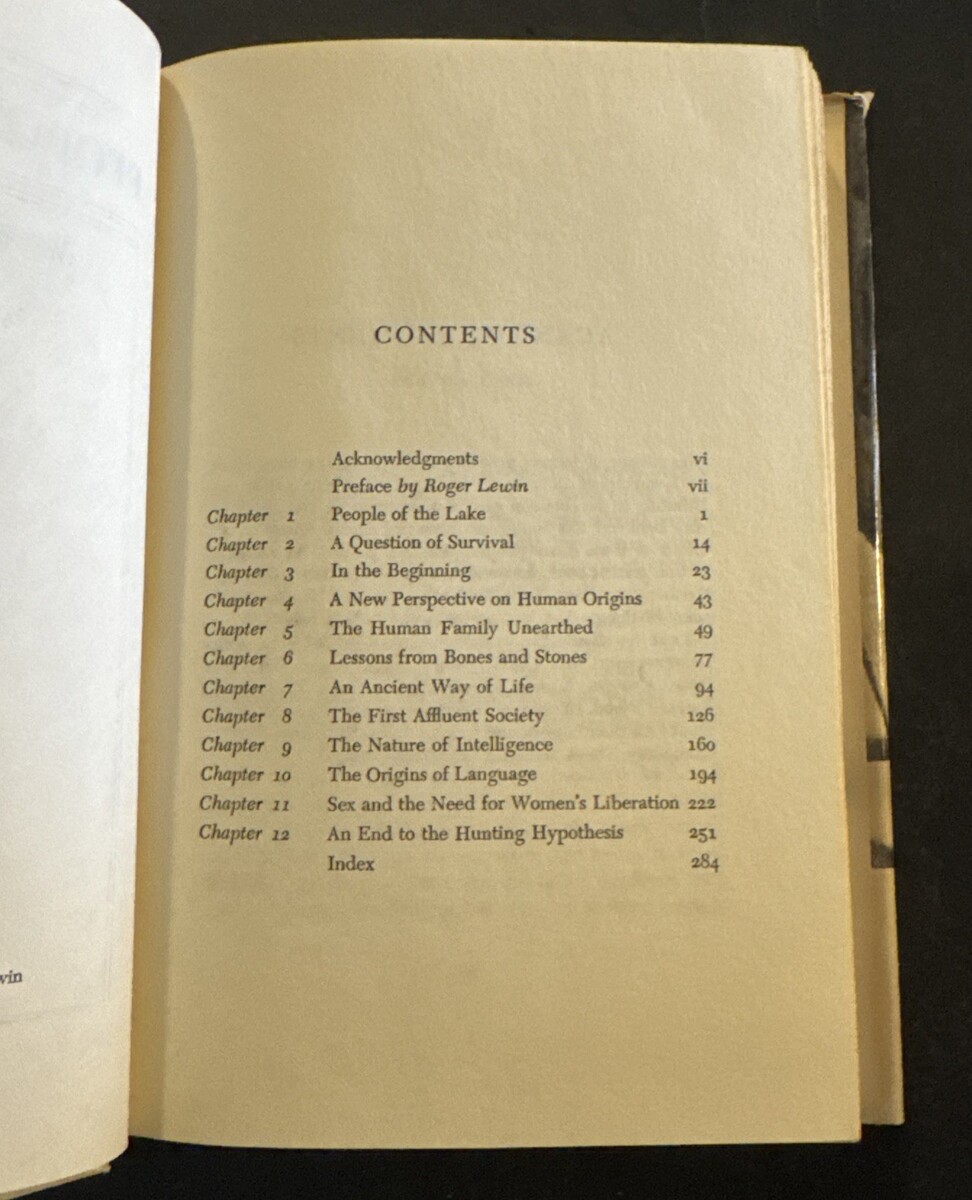 CONTENTS
Acknowledgments vi
Preface by Roger Lewin vii
Chapter 1 People of the Lake 1
Chapter 2 A Question of Survival 14
Chapter 3 In the Beginning 23
Chapter 4 A New Perspective on Human Origins 43
Chapter 5 The Human Family Unearthed 49
Chapter 6 Lessons from Bones and Stones 77
Chapter 7 An Ancient Way of Life 94
Chapter 8 The First Affluent Society 126
Chapter 9 The Nature of Intelligence 160
Chapter 10 The Origins of Language 194
Chapter 11 Sex and the Need for Women's Liberation 222
Chapter 12 An End to the Hunting Hypothesis 251
Index 284
win